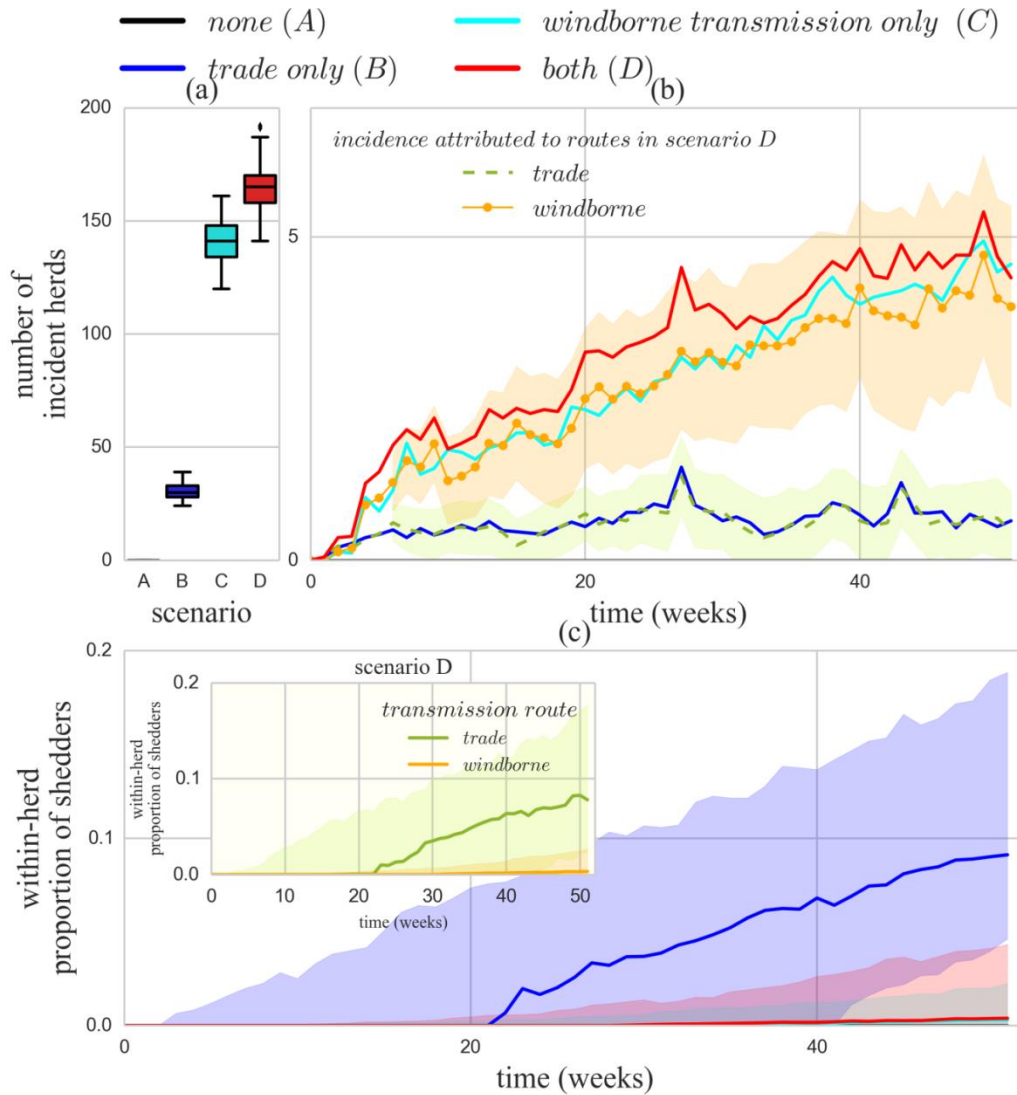 none (A)
windborne transmission only (C)
trade only (B)
both (D)
(a)
(b)
200
150
100
50
0
number of
incident herds
A B C D
scenario
incidence attributed to routes in scenario D
trade
windborne
5
0
0 20 40
time (weeks)
(c)
0.2
0.1
0.0
within-herd
proportion of shedders
scenario D
0.2
0.1
0.0
within-herd
proportion of shedders
transmission route
trade
windborne
0 10 20 30 40 50
time (weeks)
0 20 40
time (weeks)